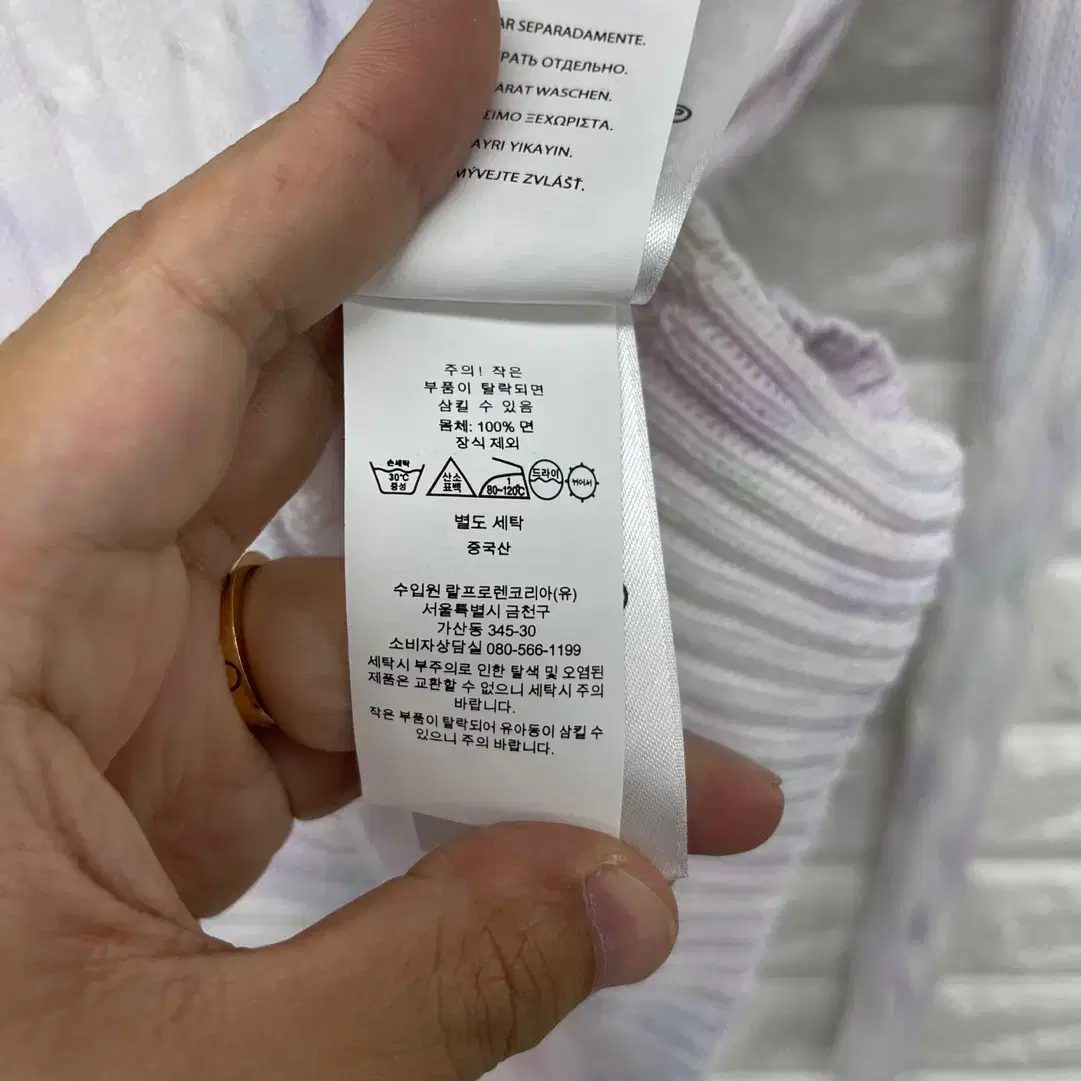 AR SEPARADAMENTE.
РАТЬ ОТДЕЛЬНО.
ARAT WASCHEN.
ΣΙΜΟ ΞΕΧΩΡΙΣΤΑ.
AYRI YIKAYIN.
MÝVEJTE ZVLÁŠŤ.
주의! 작은
부품이 탈락되면
삼킬 수 있음
몸체: 100% 면
장식 제외
손세탁 30℃ 중성 산소 표백 1 80~120℃ 드라이 뉘어서
별도 세탁
중국산
수입원 랄프로렌코리아(유)
서울특별시 금천구
가산동 345-30
소비자상담실 080-566-1199
세탁시 부주의로 인한 탈색 및 오염된
제품은 교환할 수 없으니 세탁시 주의
바랍니다.
작은 부품이 탈락되어 유아동이 삼킬 수
있으니 주의 바랍니다.